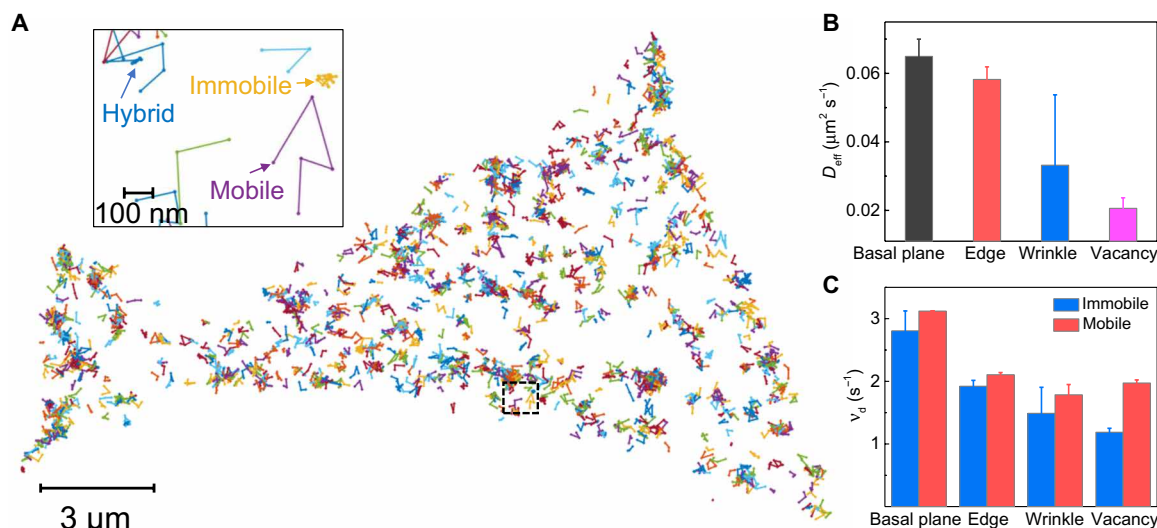 A
Hybrid
Immobile
Mobile
100 nm
3 μm
B
D_eff (μm² s⁻¹)
0.06
0.04
0.02
Basal plane Edge Wrinkle Vacancy
C
Immobile
Mobile
ν_d (s⁻¹)
3
2
1
Basal plane Edge Wrinkle Vacancy